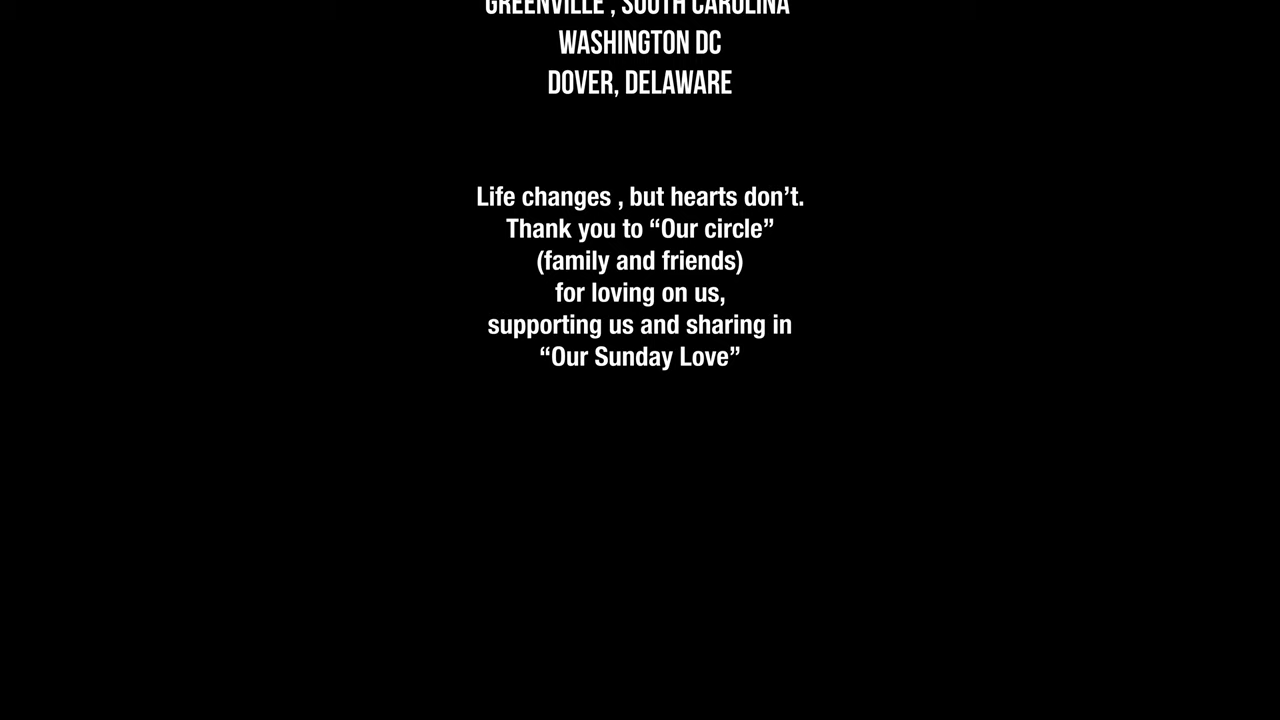 GREENVILLE , SOUTH CAROLINA
WASHINGTON DC
DOVER, DELAWARE
Life changes , but hearts don’t.
Thank you to “Our circle”
(family and friends)
for loving on us,
supporting us and sharing in
“Our Sunday Love”